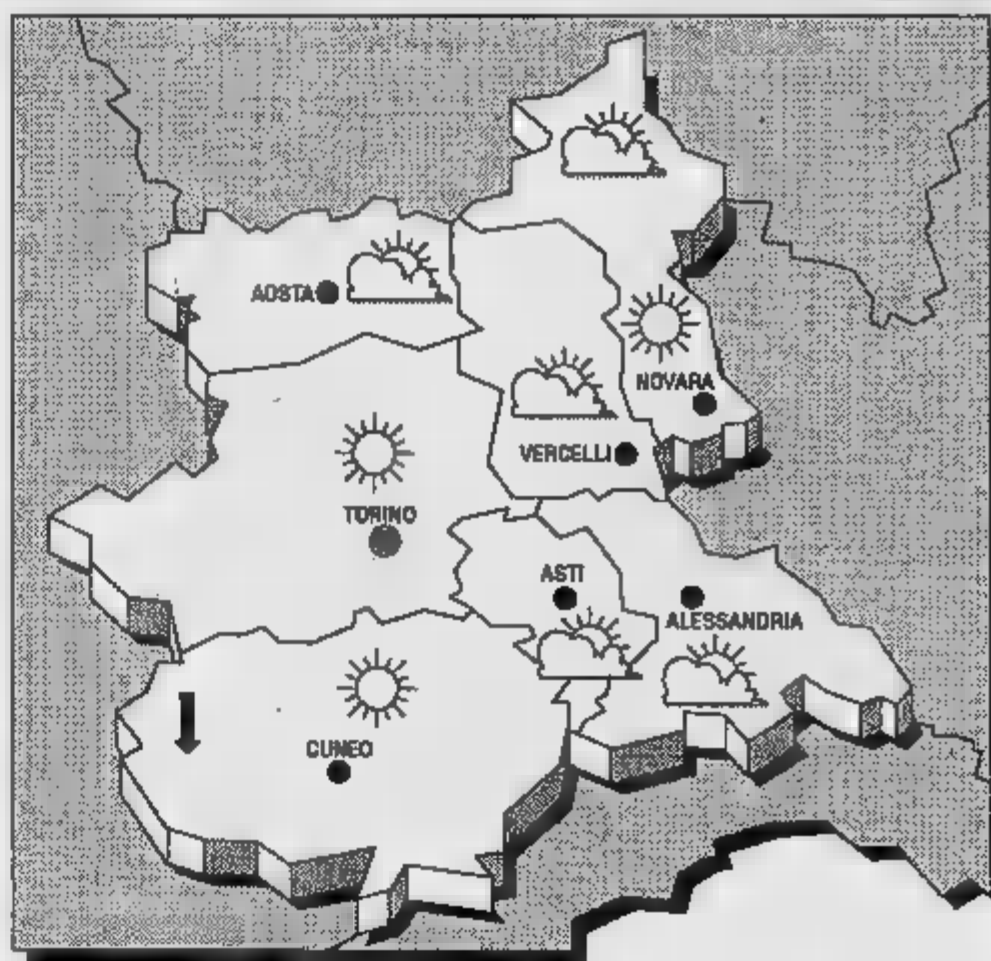 AOSTA
NOVARA
VERCELLI
TORINO
ASTI
ALESSANDRIA
CUNEO